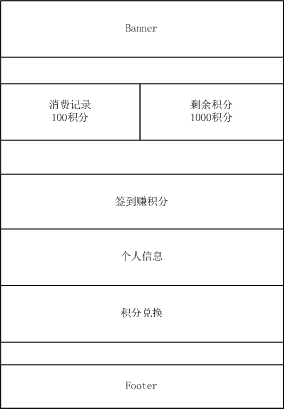 Banner
消费记录
100积分
剩余积分
1000积分
签到赚积分
个人信息
积分兑换
Footer